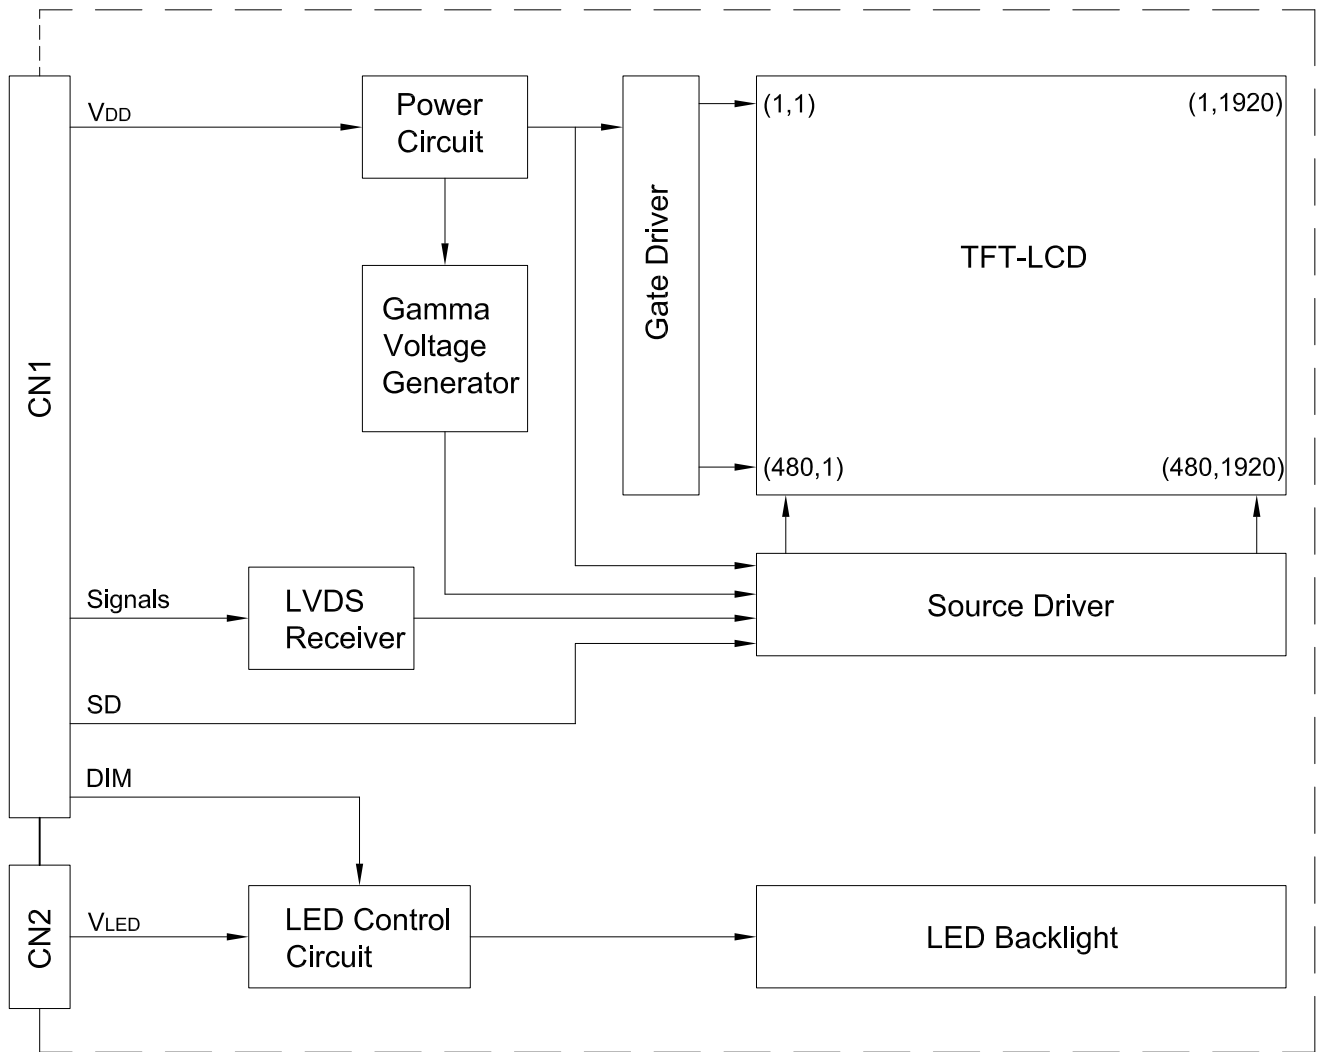 VDD
Power
Circuit
(1,1)
(1,1920)
Gate Driver
TFT-LCD
Gamma
Voltage
Generator
CN1
(480,1)
(480,1920)
Signals
LVDS
Receiver
Source Driver
SD
DIM
CN2
VLED
LED Control
Circuit
LED Backlight